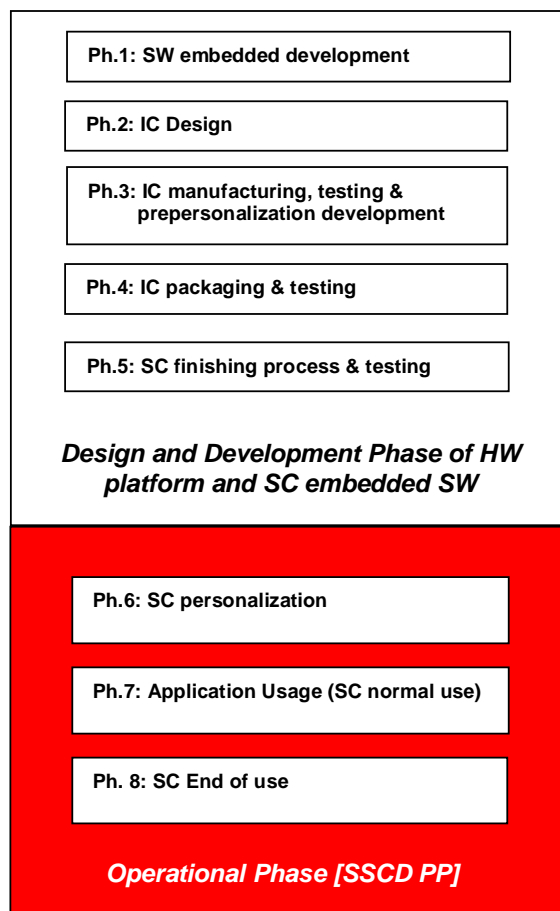 Ph.1: SW embedded development
Ph.2: IC Design
Ph.3: IC manufacturing, testing &
prepersonalization development
Ph.4: IC packaging & testing
Ph.5: SC finishing process & testing
Design and Development Phase of HW
platform and SC embedded SW
Ph.6: SC personalization
Ph.7: Application Usage (SC normal use)
Ph. 8: SC End of use
Operational Phase [SSCD PP]